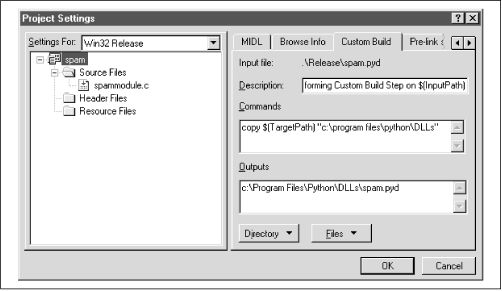 Project Settings
Settings For: Win32 Release
spam
Source Files
spammodule.c
Header Files
Resource Files
MIDL Browse Info Custom Build Pre-link
Input file: .\Release\spam.pyd
Description: forming Custom Build Step on $(InputPath)
Commands
copy $(TargetPath) "c:\program files\python\DLLs"
Outputs
c:\Program Files\Python\DLLs\spam.pyd
Directory Files
OK Cancel